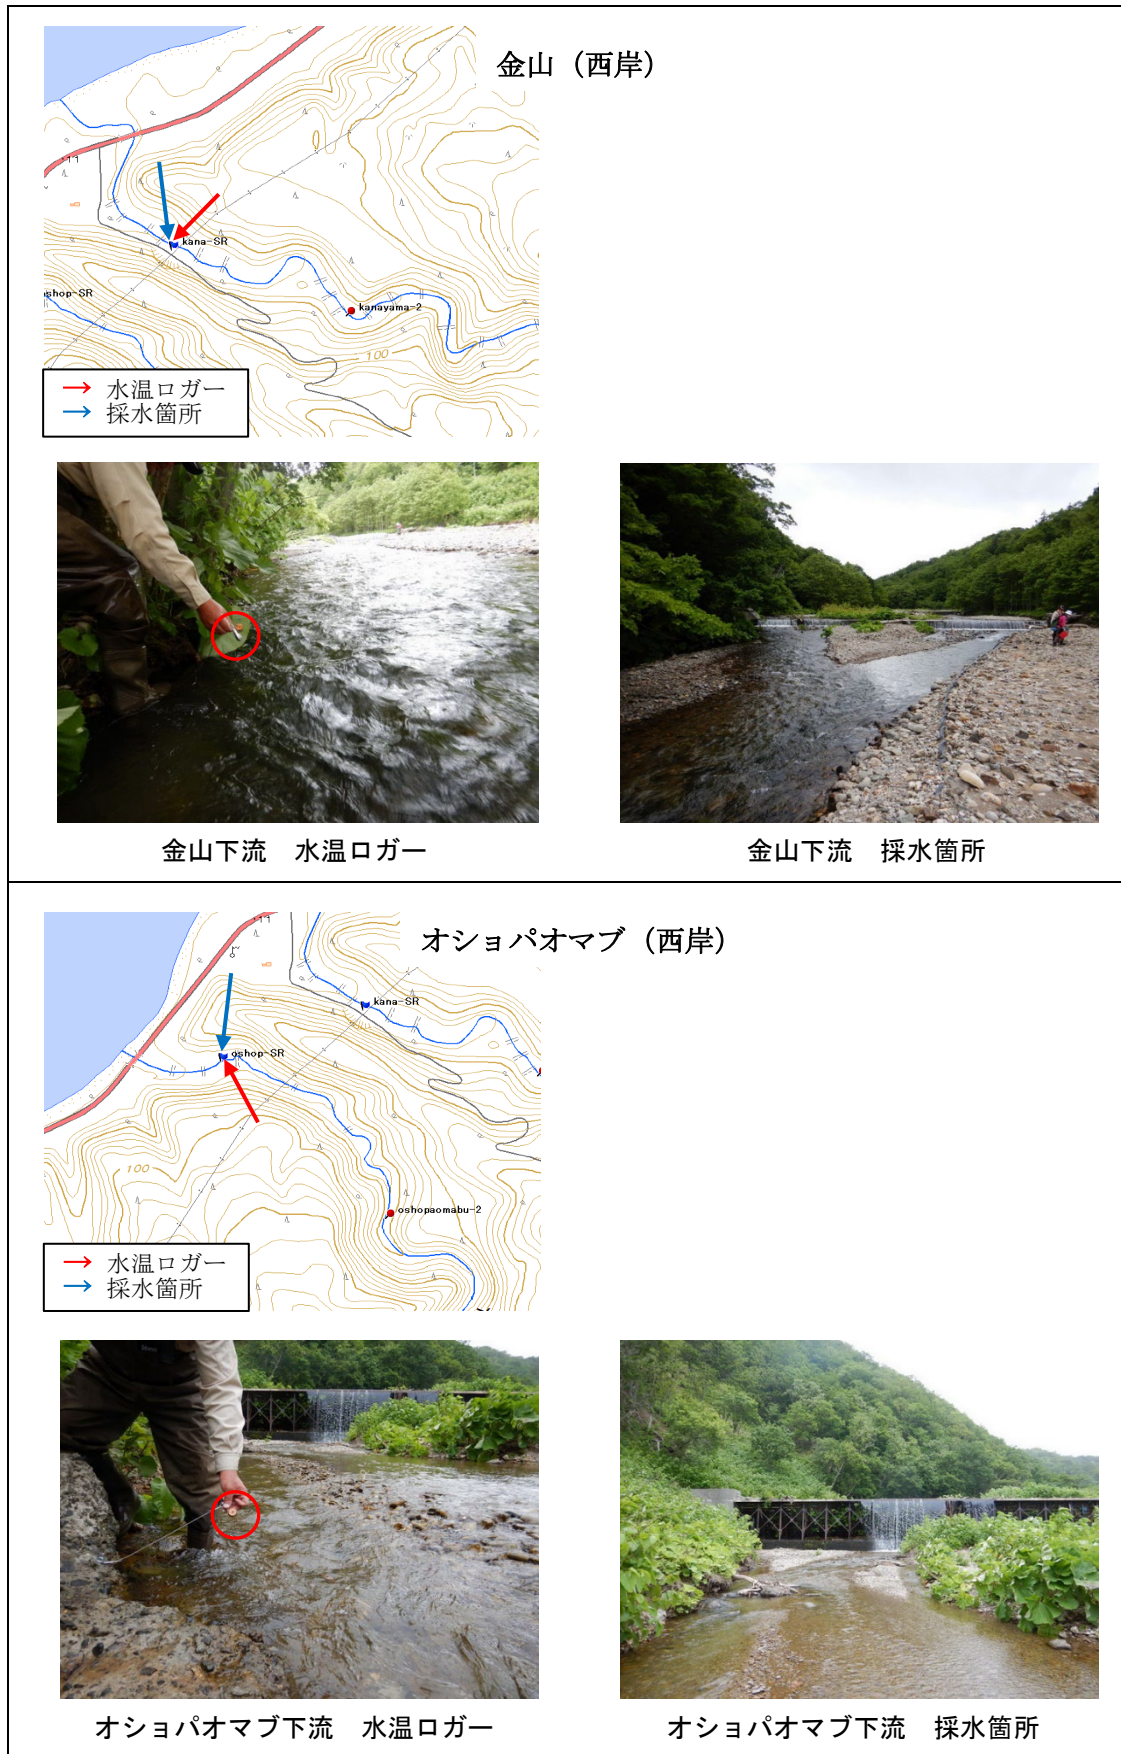 金山（西岸）
11
kana-SR
shop-SR
kanayama-2
100
水温ロガー
採水箇所
金山下流　水温ロガー
金山下流　採水箇所
オショパオマブ（西岸）
11
kana-SR
oshop-SR
100
oshopaomabu-2
水温ロガー
採水箇所
オショパオマブ下流　水温ロガー
オショパオマブ下流　採水箇所